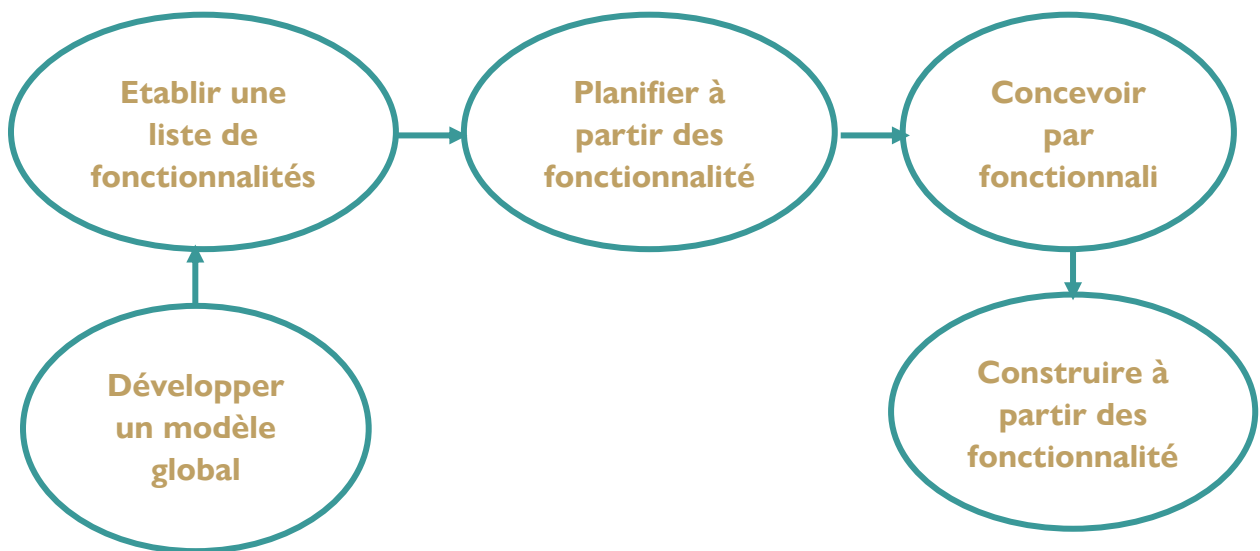 Etablir une
liste de
fonctionnalités
Planifier à
partir des
fonctionnalité
Concevoir
par
fonctionnali
Développer
un modèle
global
Construire à
partir des
fonctionnalité